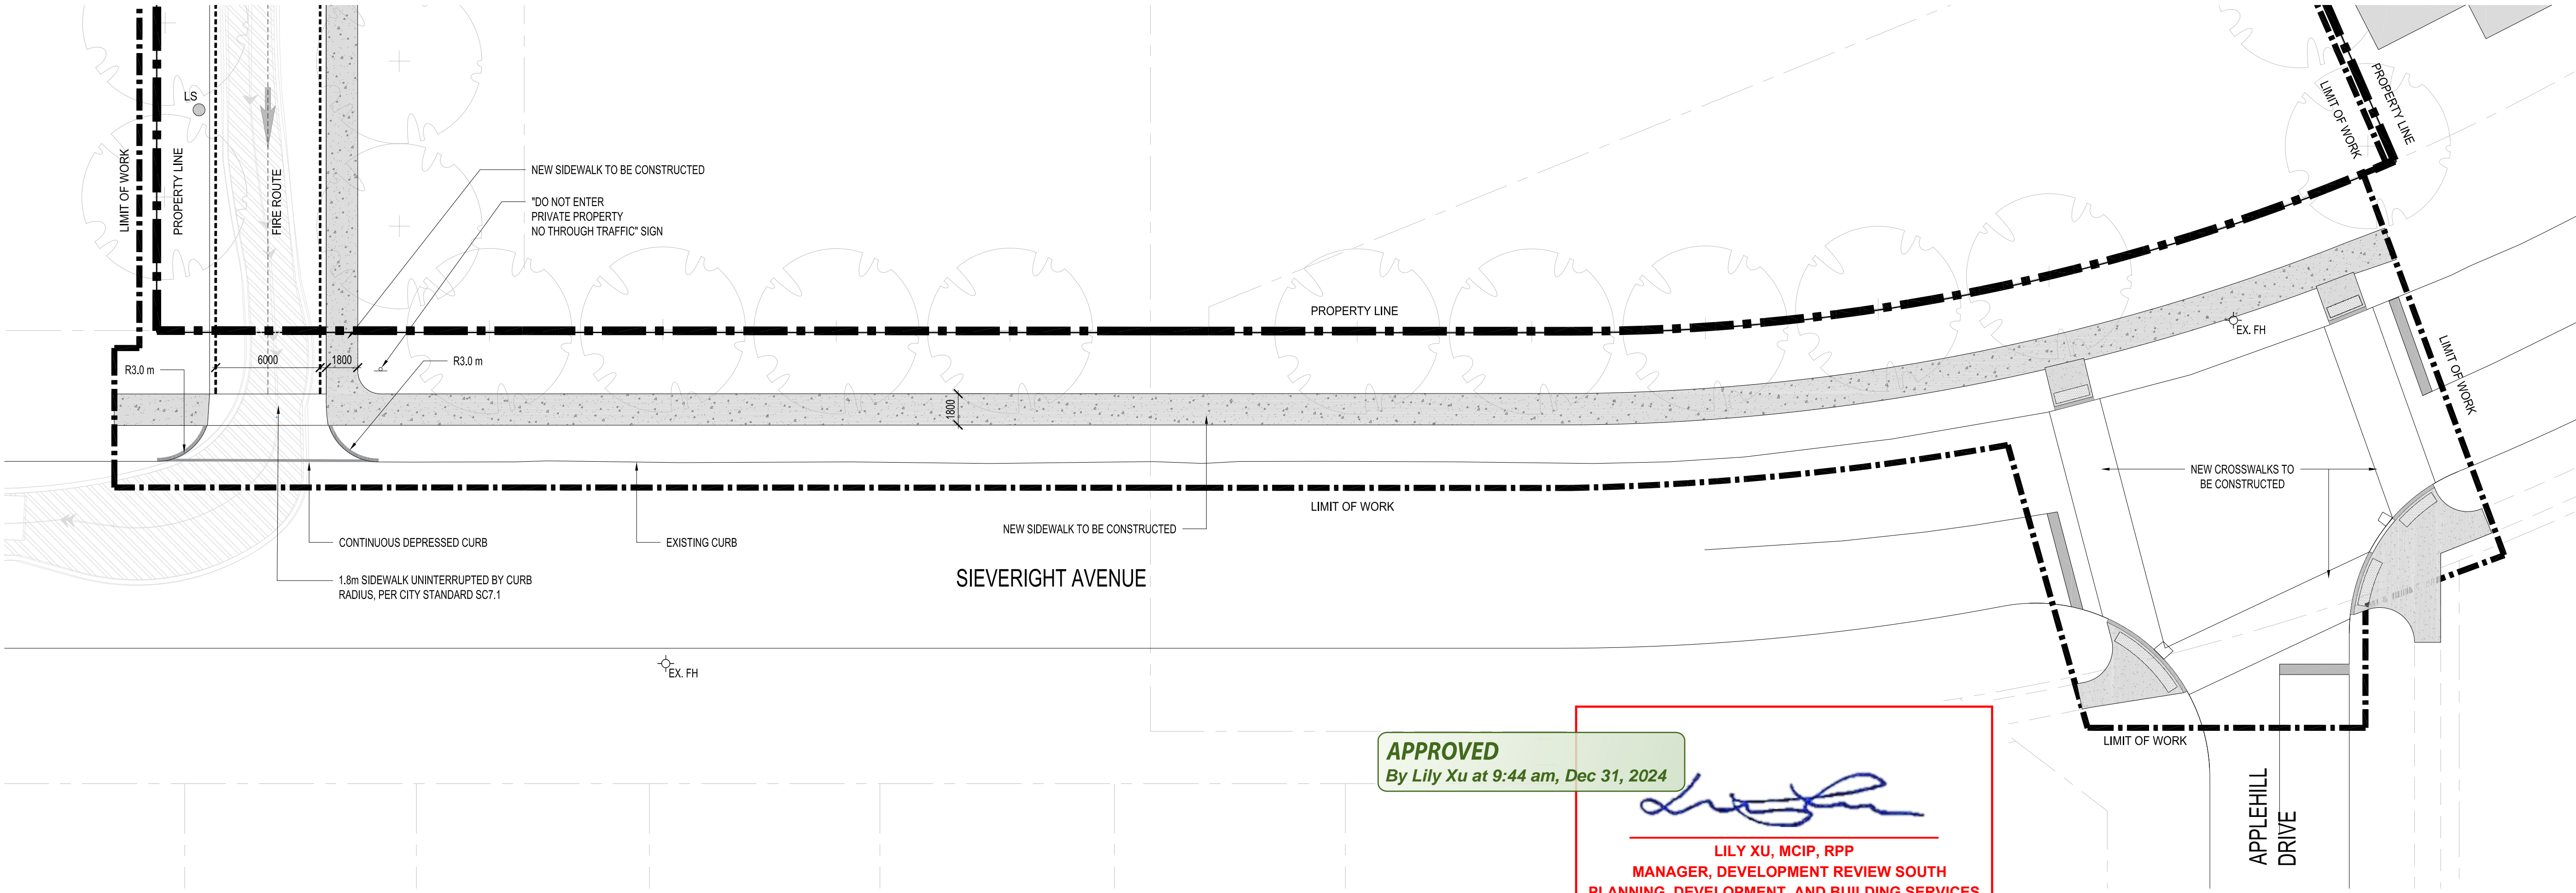 LS
LIMIT OF WORK
PROPERTY LINE
FIRE ROUTE
NEW SIDEWALK TO BE CONSTRUCTED
"DO NOT ENTER
PRIVATE PROPERTY
NO THROUGH TRAFFIC" SIGN
LIMIT OF WORK
PROPERTY LINE
PROPERTY LINE
EX. FH
R3.0 m
6000
1800
R3.0 m
1800
LIMIT OF WORK
NEW CROSSWALKS TO
BE CONSTRUCTED
LIMIT OF WORK
NEW SIDEWALK TO BE CONSTRUCTED
CONTINUOUS DEPRESSED CURB
EXISTING CURB
1.8m SIDEWALK UNINTERRUPTED BY CURB
RADIUS, PER CITY STANDARD SC7.1
SIEVERIGHT AVENUE
EX. FH
LIMIT OF WORK
APPROVED
By Lily Xu at 9:44 am, Dec 31, 2024
LILY XU, MCIP, RPP
MANAGER, DEVELOPMENT REVIEW SOUTH
PLANNING, DEVELOPMENT, AND BUILDING SERVICES
APPLEHILL
DRIVE